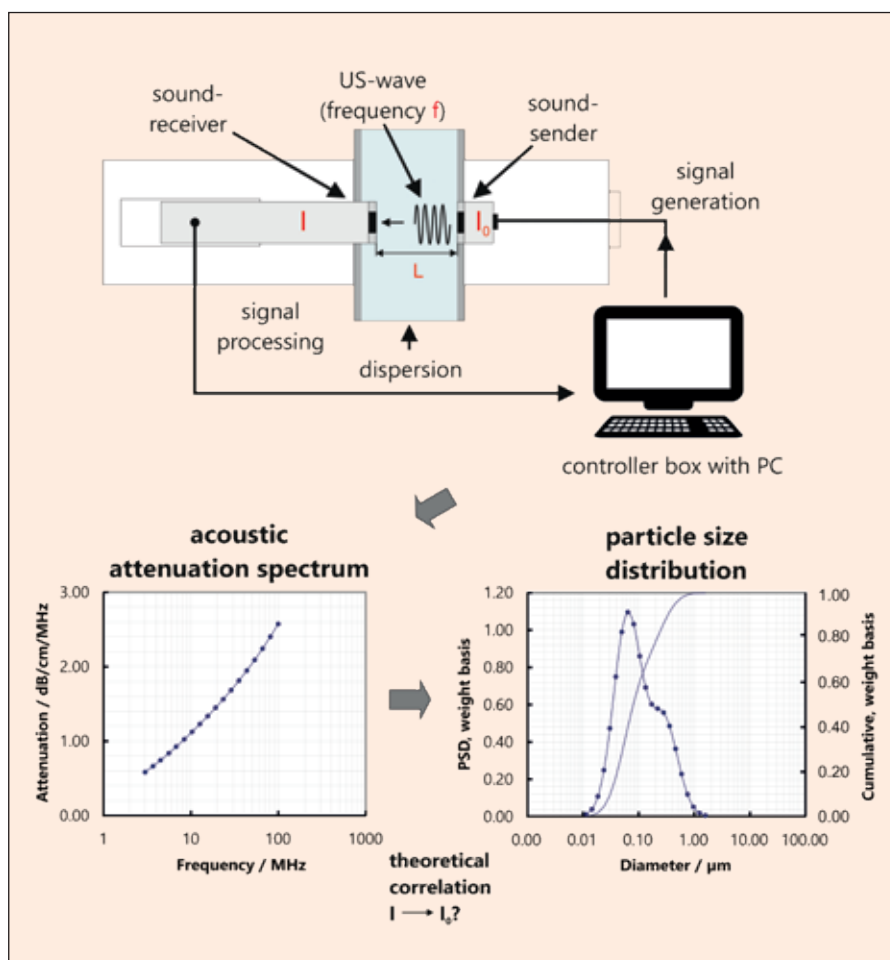 US-wave
(frequency f)
sound-
receiver
sound-
sender
signal
generation
I
I₀
L
signal
processing
dispersion
controller box with PC
acoustic
attenuation spectrum
Attenuation / dB/cm/MHz
3.00
2.00
1.00
0.00
1
10
100
1000
Frequency / MHz
theoretical
correlation
I → I₀?
particle size
distribution
PSD, weight basis
1.20
1.00
0.80
0.60
0.40
0.20
0.00
0.00
0.01
0.10
1.00
10.00
100.00
Diameter / µm
1.00
0.80
0.60
0.40
0.20
0.00
Cumulative, weight basis